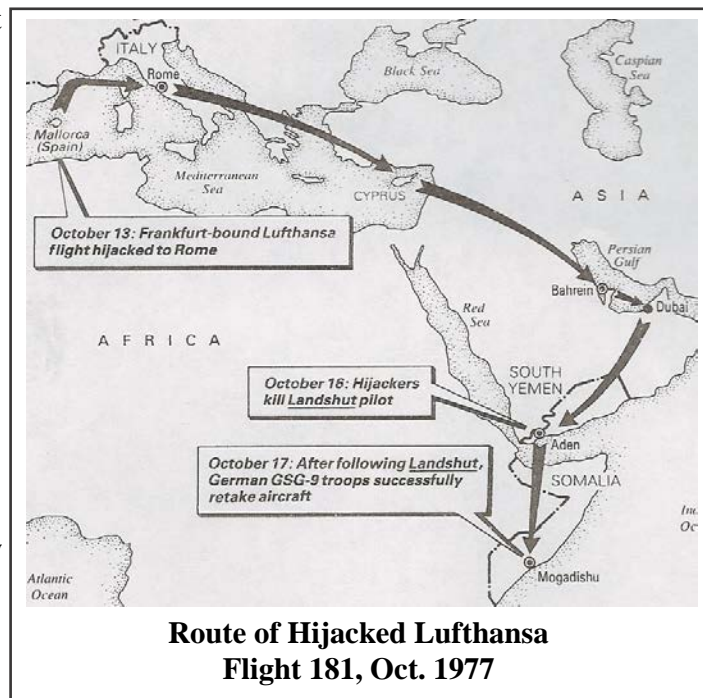 ITALY
Rome
Mallorca
(Spain)
Black Sea
Caspian
Sea
Mediterranean
Sea
CYPRUS
ASIA
October 13: Frankfurt-bound Lufthansa
flight hijacked to Rome
Persian
Gulf
Bahrein
Dubai
Red
Sea
AFRICA
SOUTH
YEMEN
October 16: Hijackers
kill Landshut pilot
Aden
October 17: After following Landshut,
German GSG-9 troops successfully
retake aircraft
SOMALIA
Mogadishu
Atlantic
Ocean
Route of Hijacked Lufthansa
Flight 181, Oct. 1977